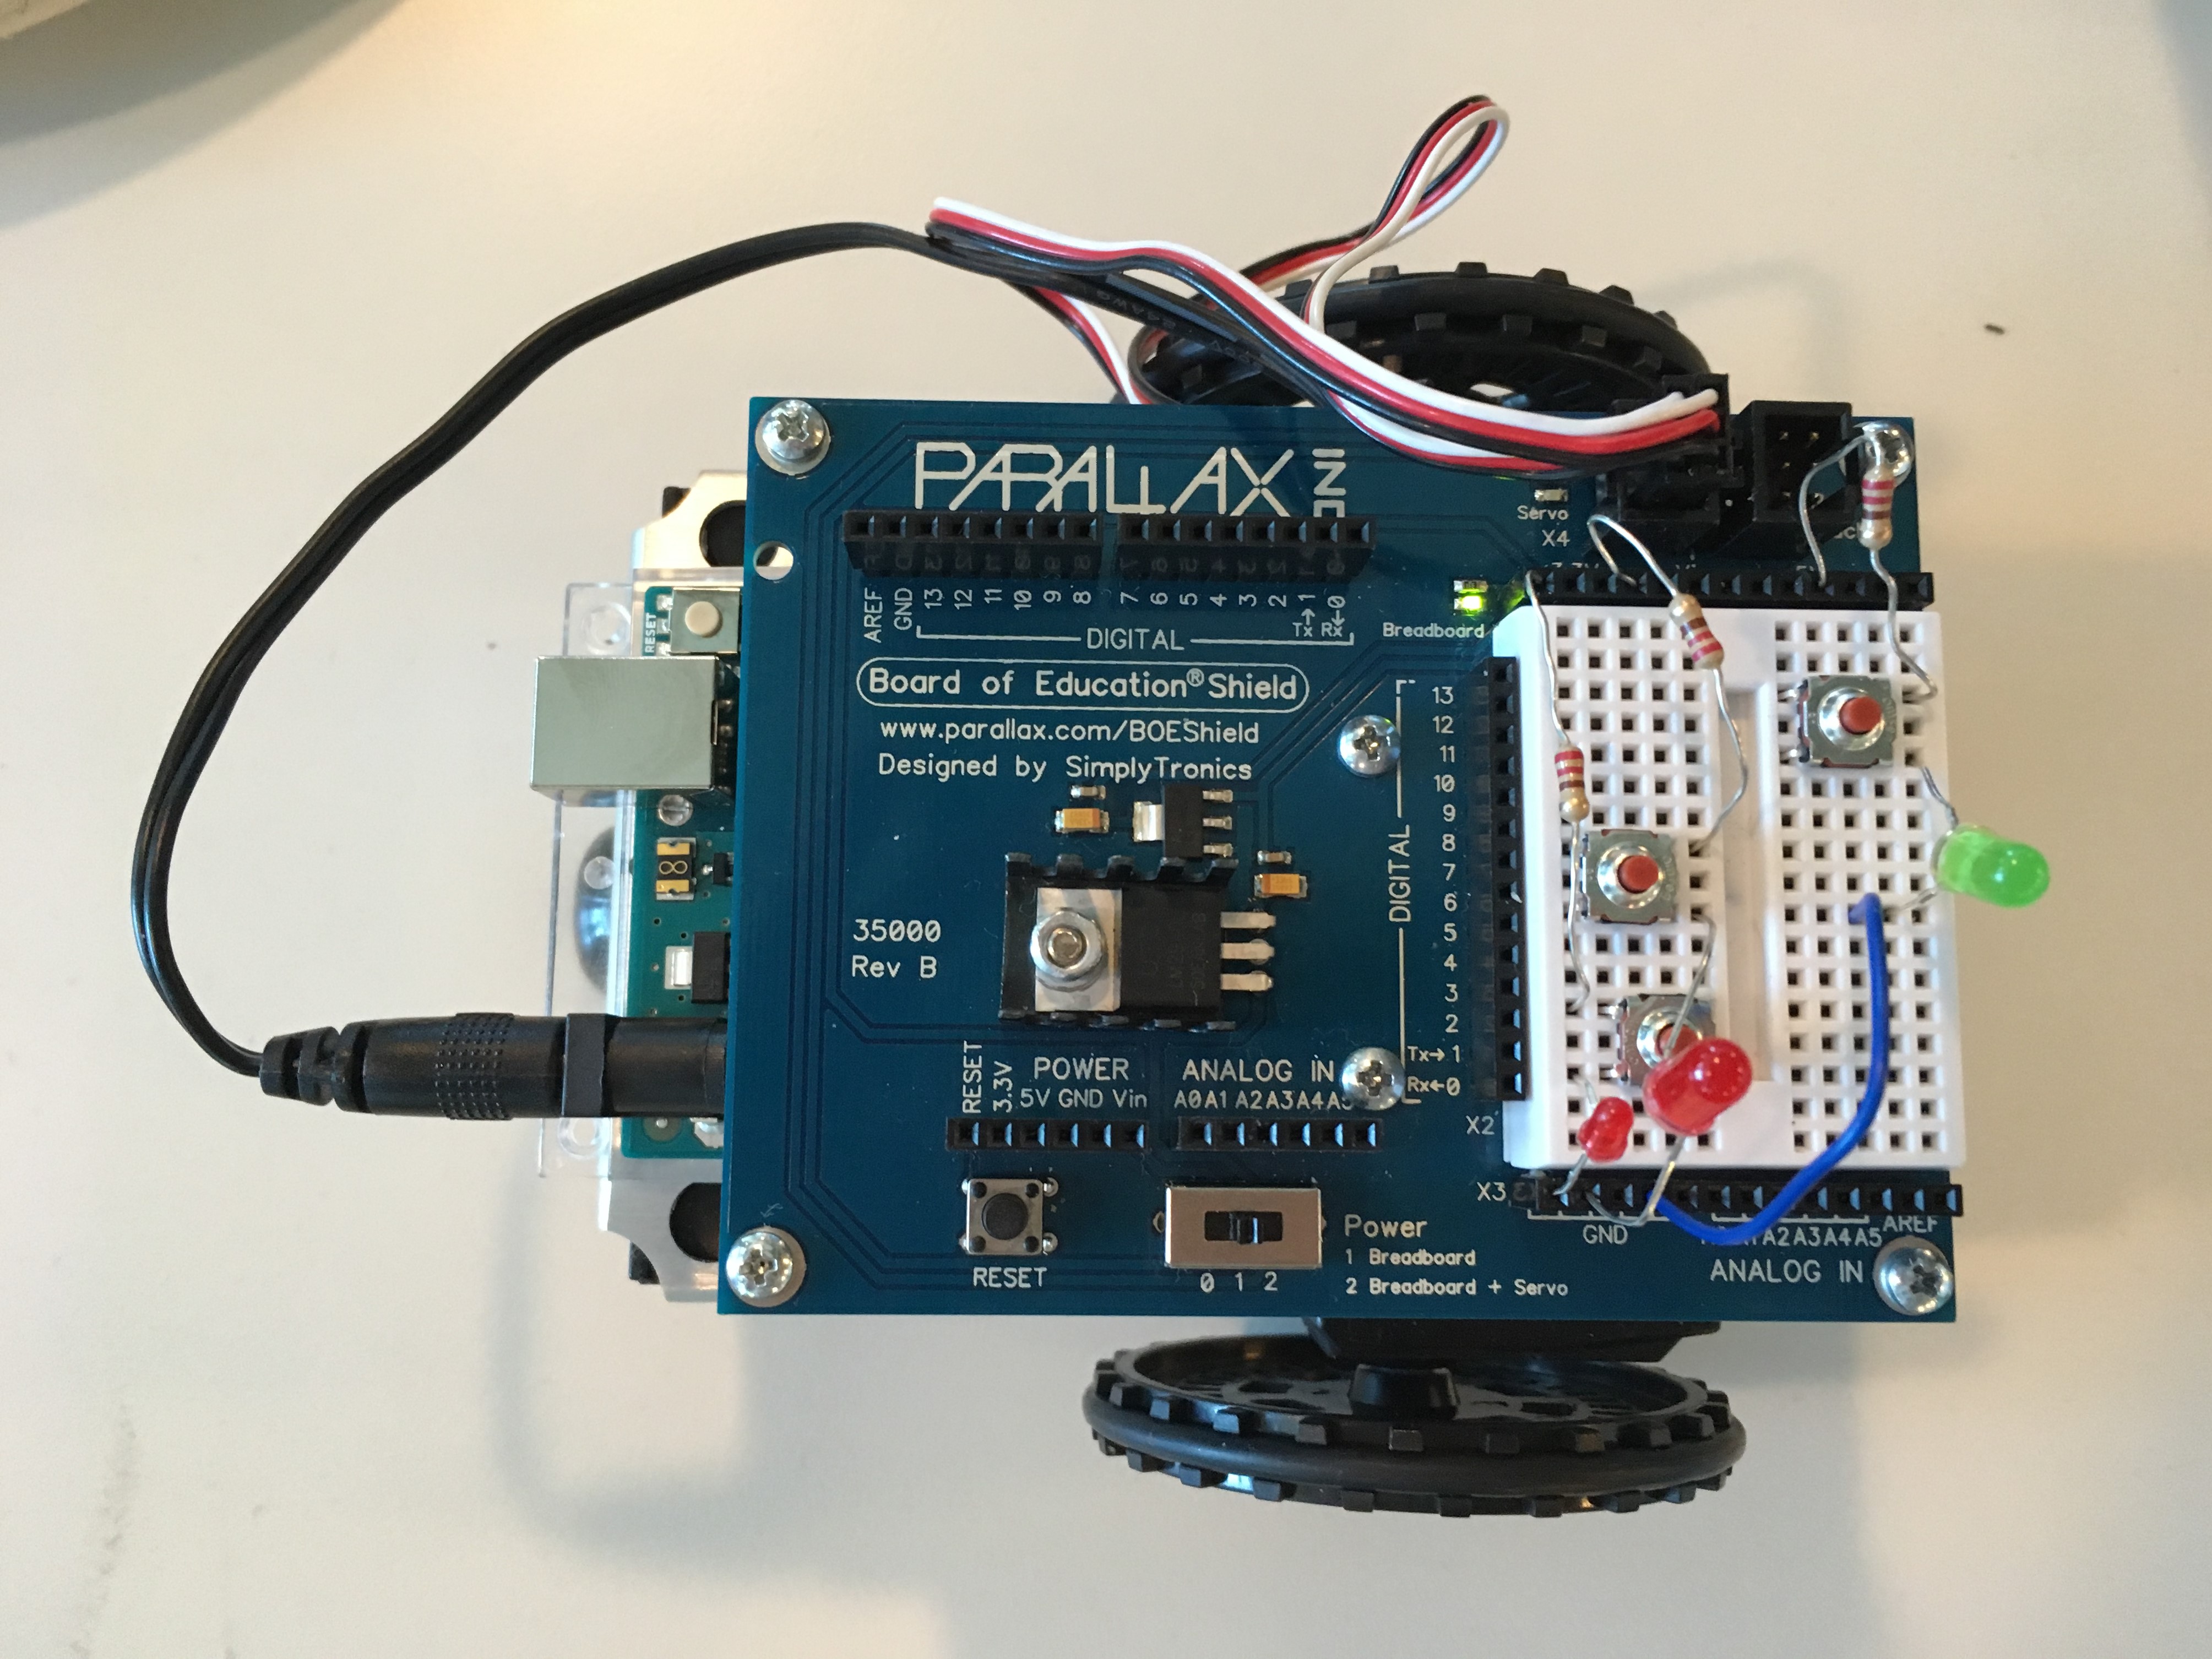 PARALLAX INC
Servo
X4
3.3V
5V
AREF GND 13 12 11 10 9 8 7 6 5 4 3 2 Tx→1 Rx←0
DIGITAL
Breadboard
RESET
Board of Education® Shield
www.parallax.com/BOEShield
Designed by SimplyTronics
13
12
11
10
9
8
7
6
5
4
3
2
Tx→1
Rx←0
DIGITAL
X2
35000
Rev B
RESET 3.3V 5V GND Vin
POWER
ANALOG IN
A0 A1 A2 A3 A4 A5
X3
GND
A2 A3 A4 A5 AREF
ANALOG IN
RESET
0 1 2
Power
1 Breadboard
2 Breadboard + Servo